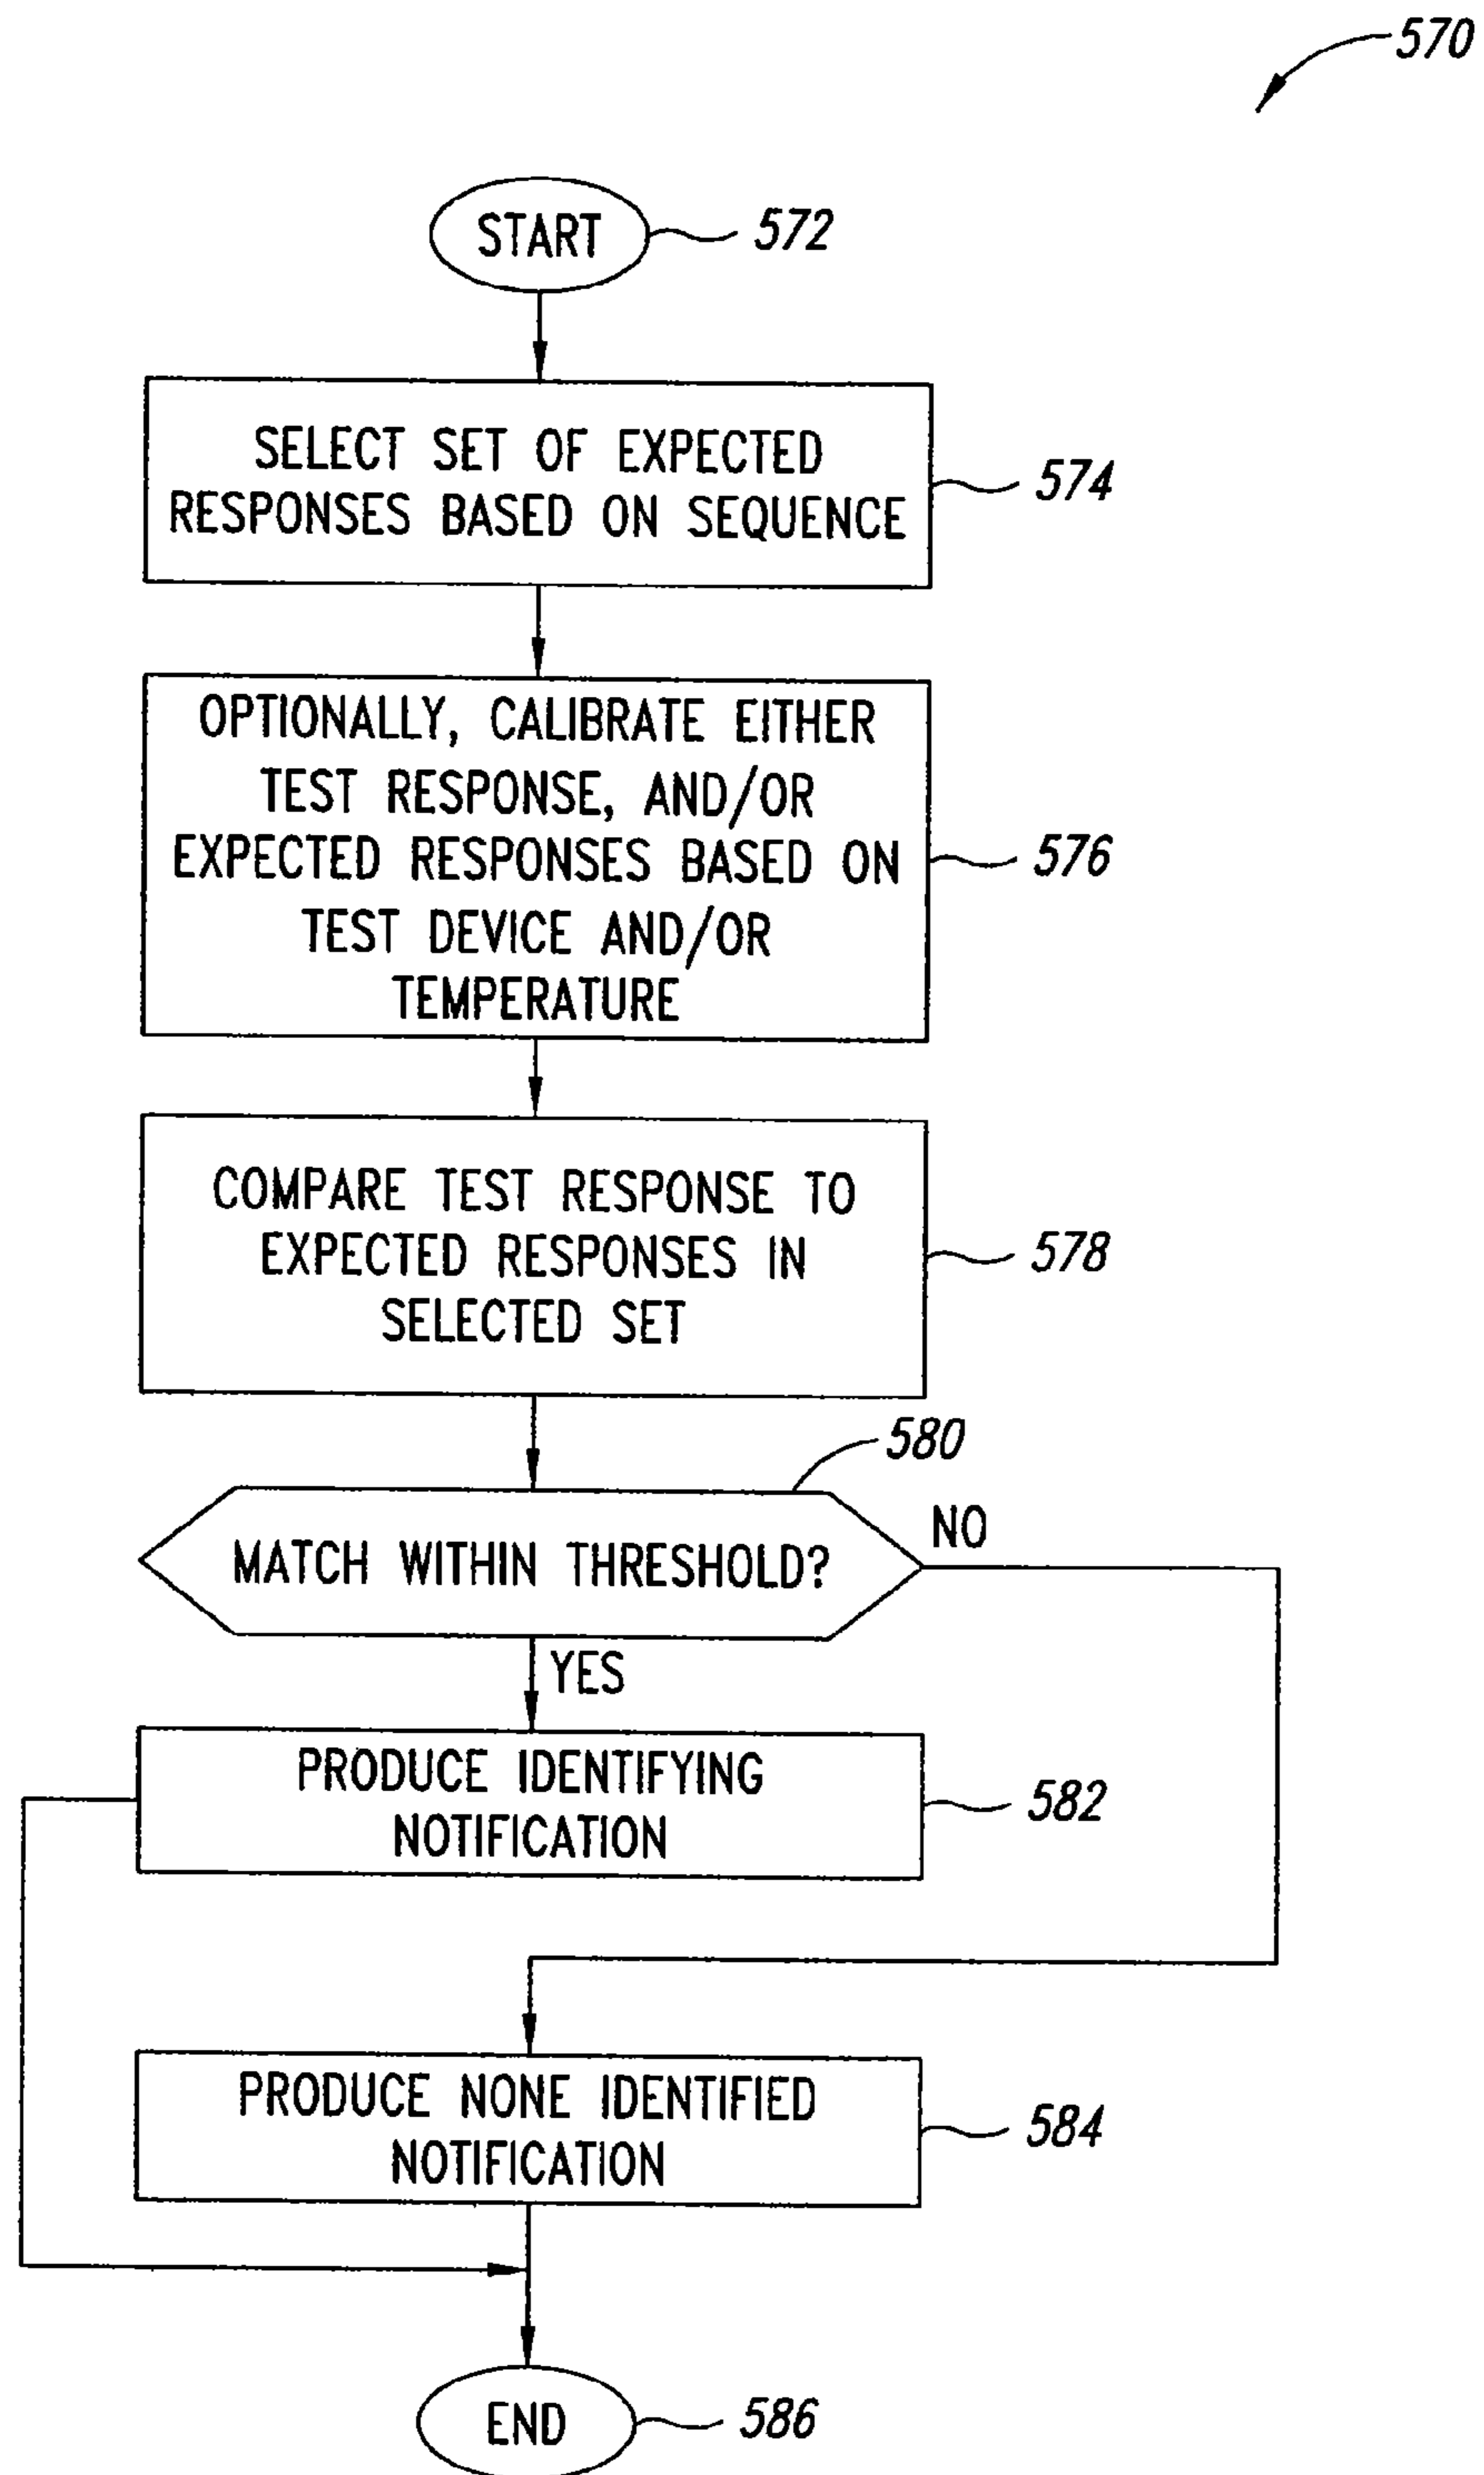 570
START
572
SELECT SET OF EXPECTED
RESPONSES BASED ON SEQUENCE
574
OPTIONALLY, CALIBRATE EITHER
TEST RESPONSE, AND/OR
EXPECTED RESPONSES BASED ON
TEST DEVICE AND/OR
TEMPERATURE
576
COMPARE TEST RESPONSE TO
EXPECTED RESPONSES IN
SELECTED SET
578
580
MATCH WITHIN THRESHOLD?
NO
YES
PRODUCE IDENTIFYING
NOTIFICATION
582
PRODUCE NONE IDENTIFIED
NOTIFICATION
584
END
586